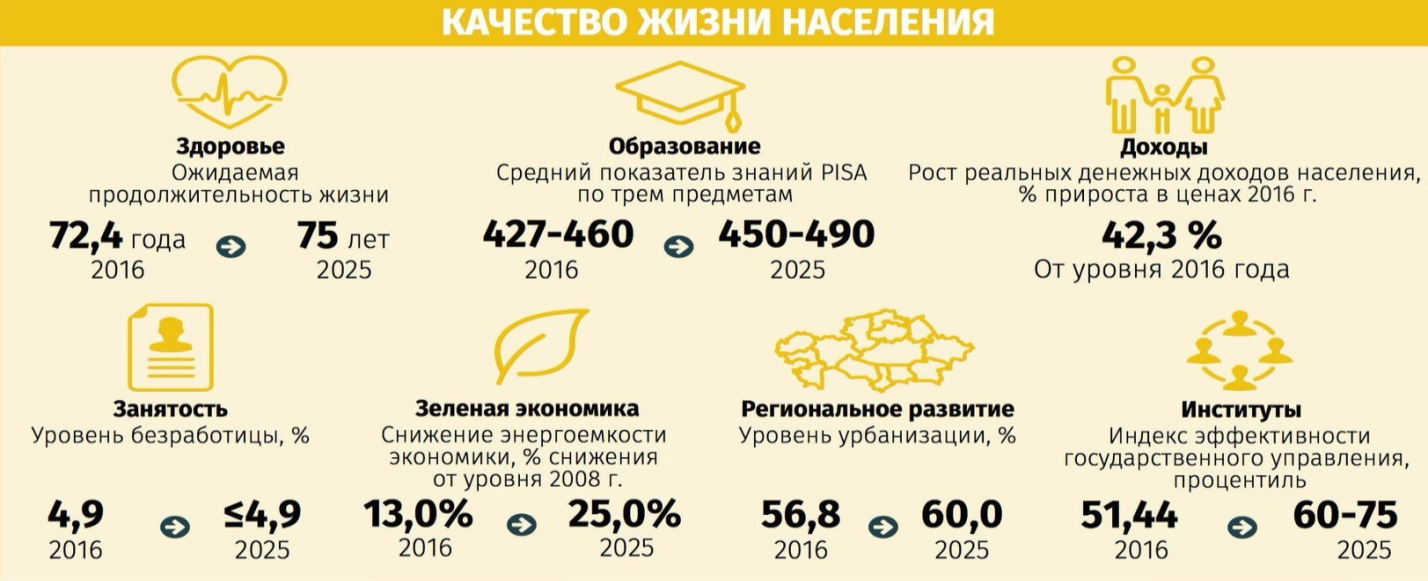 КАЧЕСТВО ЖИЗНИ НАСЕЛЕНИЯ
Здоровье
Ожидаемая
продолжительность жизни
72,4 года
2016
75 лет
2025
Образование
Средний показатель знаний PISA
по трем предметам
427-460
2016
450-490
2025
Доходы
Рост реальных денежных доходов населения,
% прироста в ценах 2016 г.
42,3 %
От уровня 2016 года
Занятость
Уровень безработицы, %
4,9
2016
≤4,9
2025
Зеленая экономика
Снижение энергоемкости
экономики, % снижения
от уровня 2008 г.
13,0%
2016
25,0%
2025
Региональное развитие
Уровень урбанизации, %
56,8
2016
60,0
2025
Институты
Индекс эффективности
государственного управления,
процентиль
51,44
2016
60-75
2025